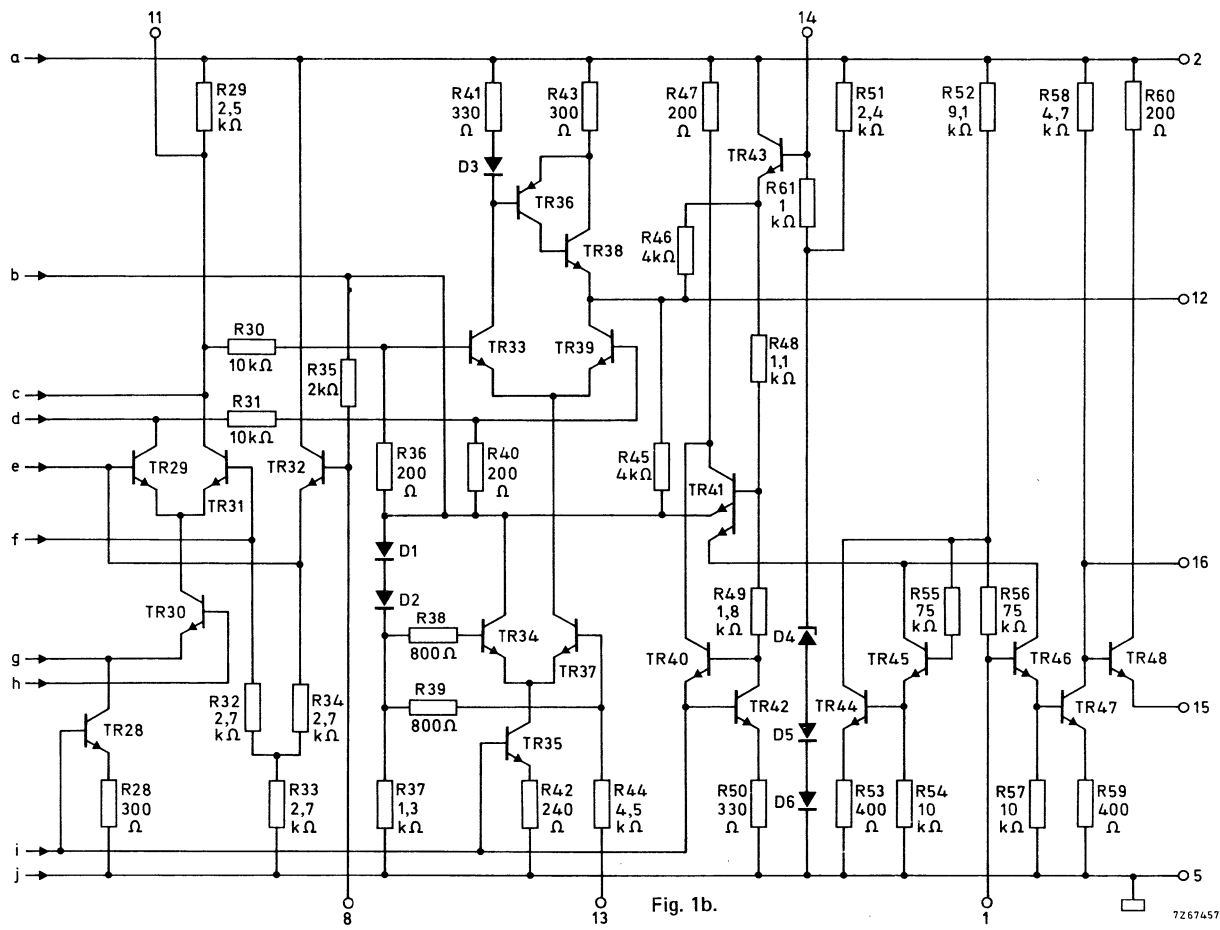 11
14
a
2
R29
2,5
kΩ
R41
330
Ω
R43
300
Ω
R47
200
Ω
R51
2,4
kΩ
R52
9,1
kΩ
R58
4,7
kΩ
R60
200
Ω
D3
TR36
TR43
R61
1
kΩ
TR38
R46
4kΩ
b
12
R30
10kΩ
TR33
TR39
R48
1,1
kΩ
R35
2kΩ
c
d
R31
10kΩ
e
TR29
TR31
TR32
R36
200
Ω
R40
200
Ω
R45
4kΩ
TR41
f
D1
16
TR30
D2
R38
800Ω
TR34
TR37
R49
1,8
kΩ
D4
R55
75
kΩ
R56
75
kΩ
g
h
TR40
TR45
TR46
TR48
R32
2,7
kΩ
R34
2,7
kΩ
R39
800Ω
TR42
TR44
TR47
15
TR28
TR35
D5
R28
300
Ω
R33
2,7
kΩ
R37
1,3
kΩ
R42
240
Ω
R44
4,5
kΩ
R50
330
Ω
D6
R53
400
Ω
R54
10
kΩ
R57
10
kΩ
R59
400
Ω
i
j
5
8
13
Fig. 1b.
1
7Z67457